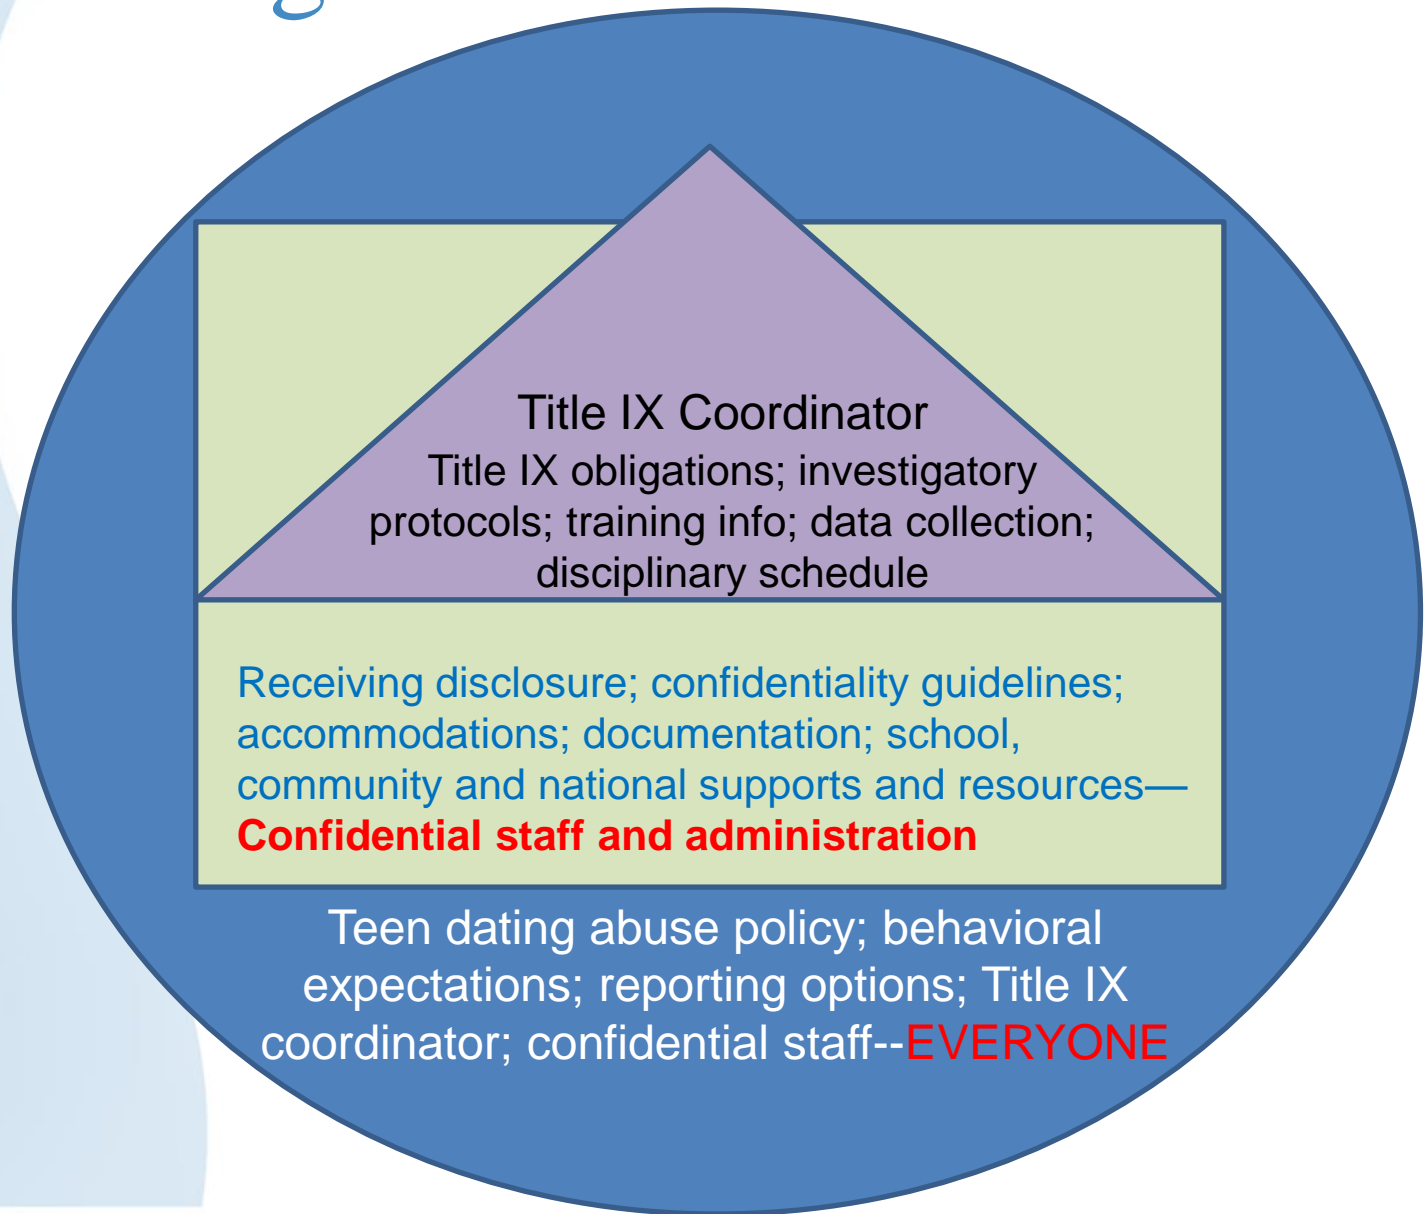 Title IX Coordinator
Title IX obligations; investigatory
protocols; training info; data collection;
disciplinary schedule
Receiving disclosure; confidentiality guidelines;
accommodations; documentation; school,
community and national supports and resources—
Confidential staff and administration
Teen dating abuse policy; behavioral
expectations; reporting options; Title IX
coordinator; confidential staff--EVERYONE